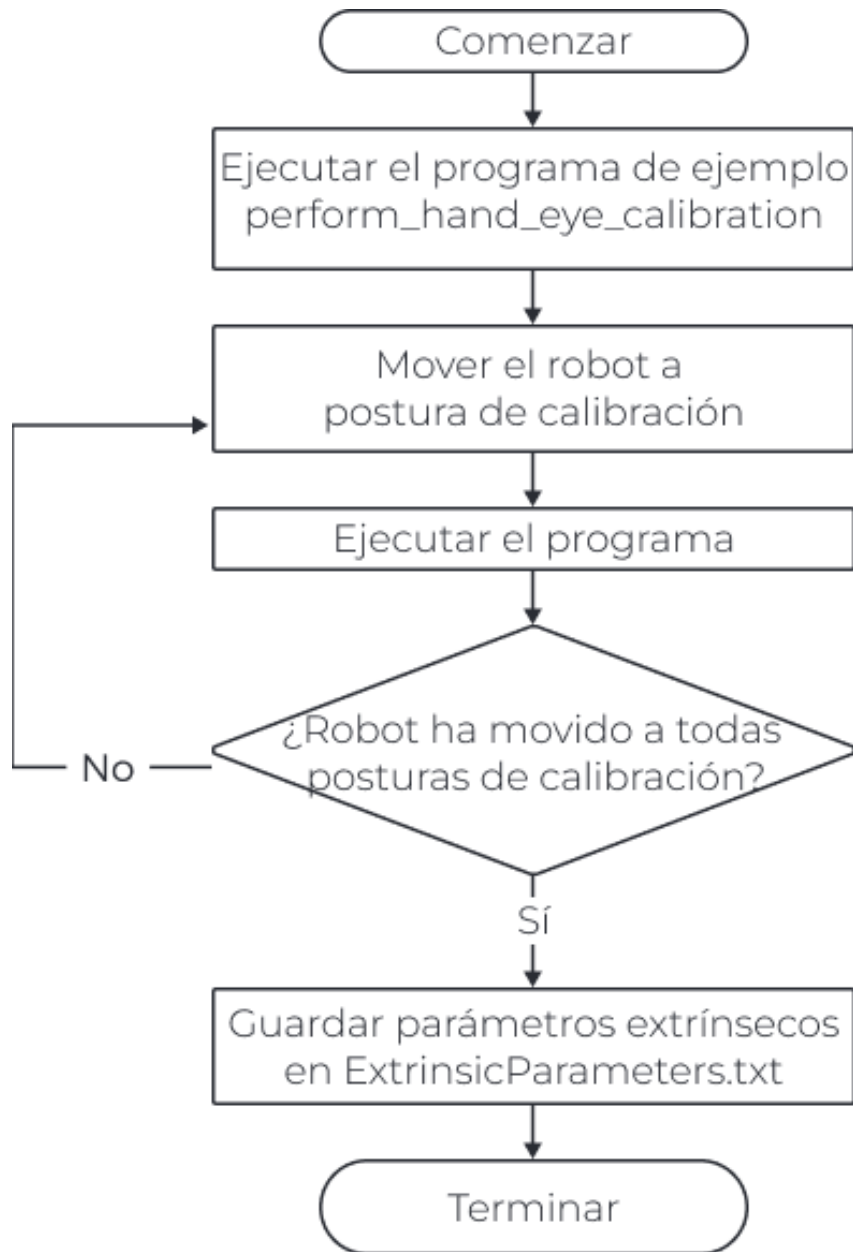 Comenzar
Ejecutar el programa de ejemplo
perform_hand_eye_calibration
Mover el robot a
postura de calibración
Ejecutar el programa
¿Robot ha movido a todas
posturas de calibración?
No
Sí
Guardar parámetros extrínsecos
en ExtrinsicParameters.txt
Terminar